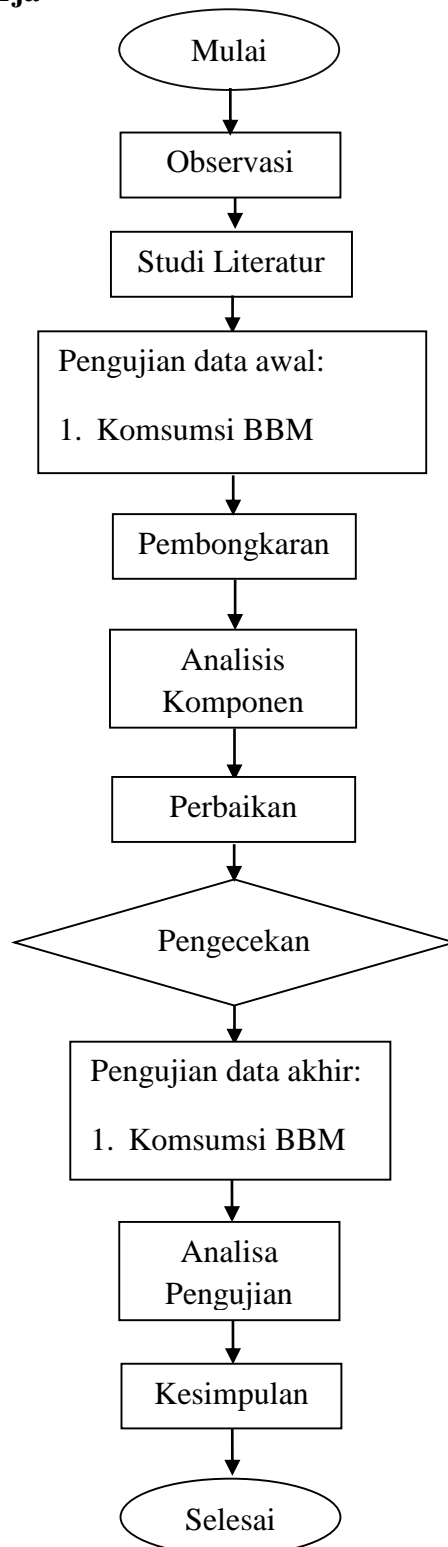 Mulai
Observasi
Studi Literatur
Pengujian data awal:
1. Komsumsi BBM
Pembongkaran
Analisis
Komponen
Perbaikan
Pengecekan
Pengujian data akhir:
1. Komsumsi BBM
Analisa
Pengujian
Kesimpulan
Selesai